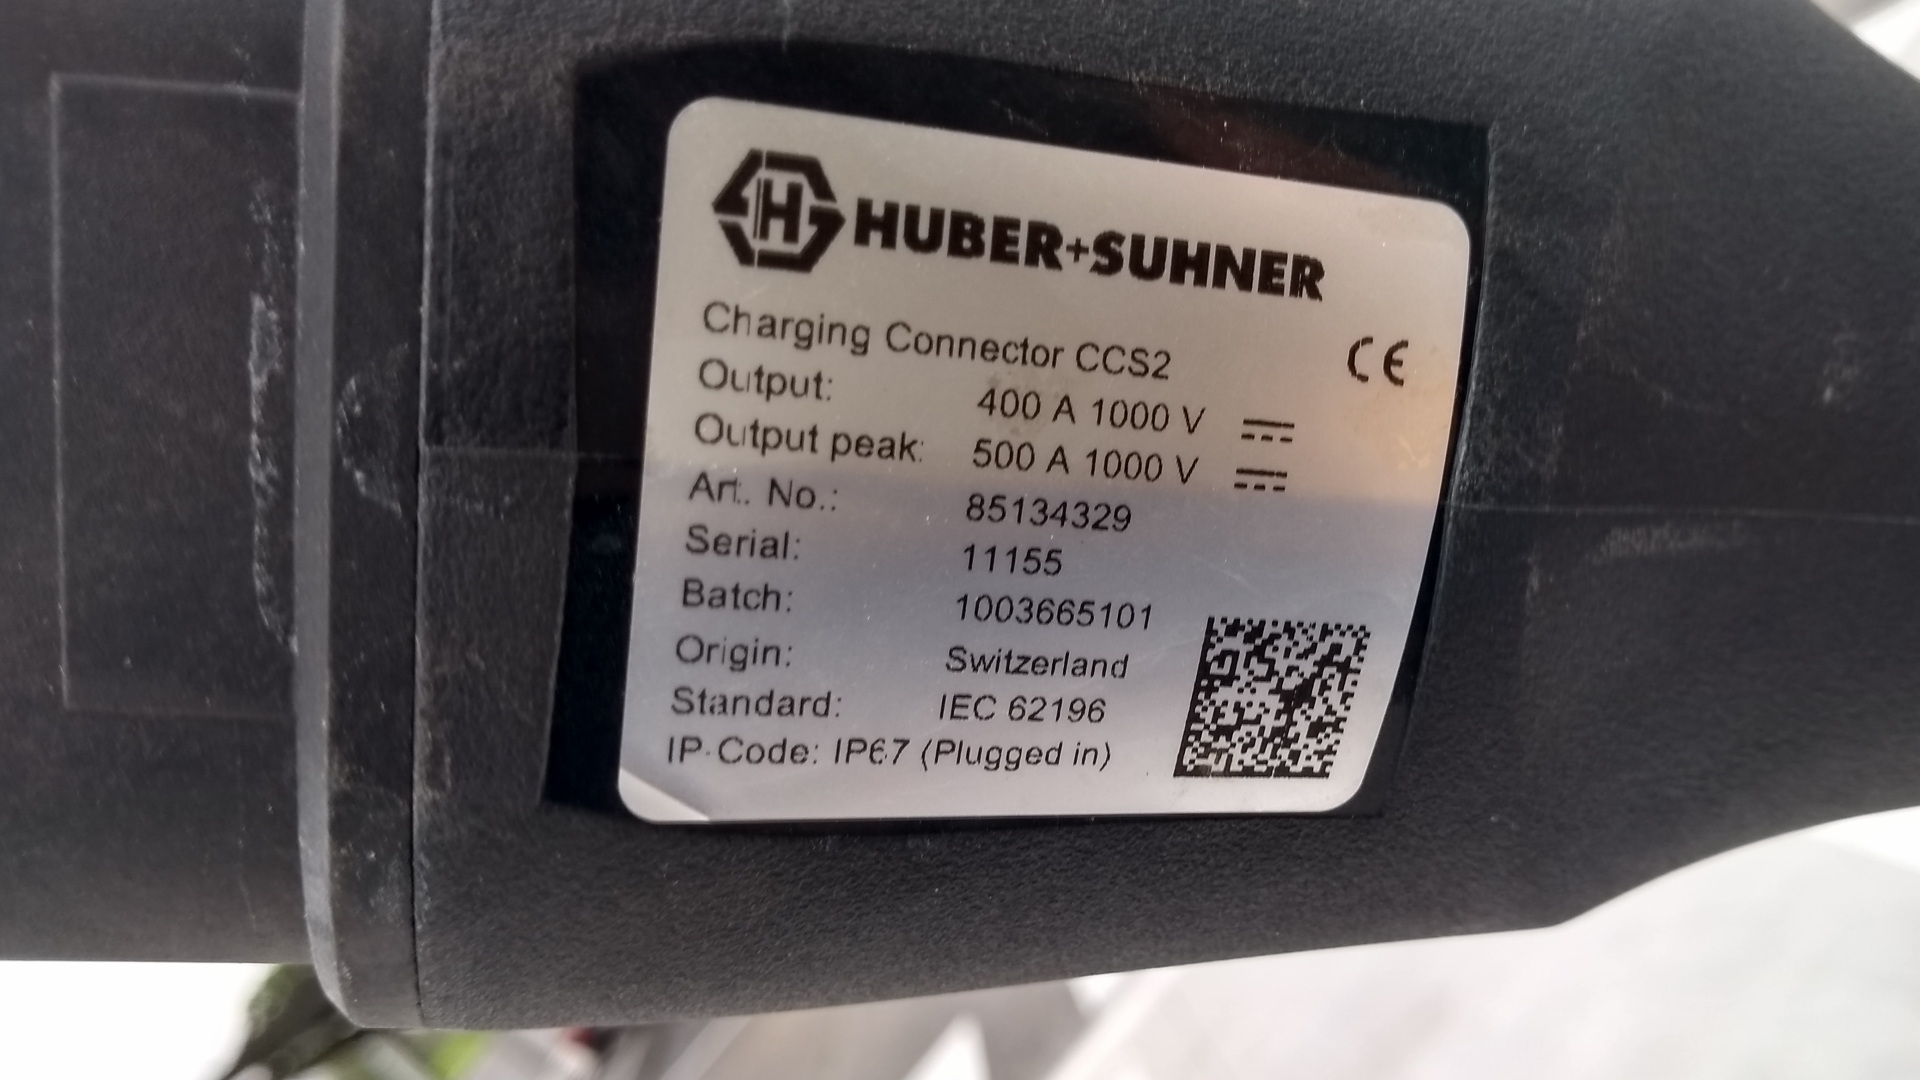 HUBER+SUHNER
Charging Connector CCS2
CE
Output: 400 A 1000 V
Output peak: 500 A 1000 V
Art. No.: 85134329
Serial: 11155
Batch: 1003665101
Origin: Switzerland
Standard: IEC 62196
IP-Code: IP67 (Plugged in)